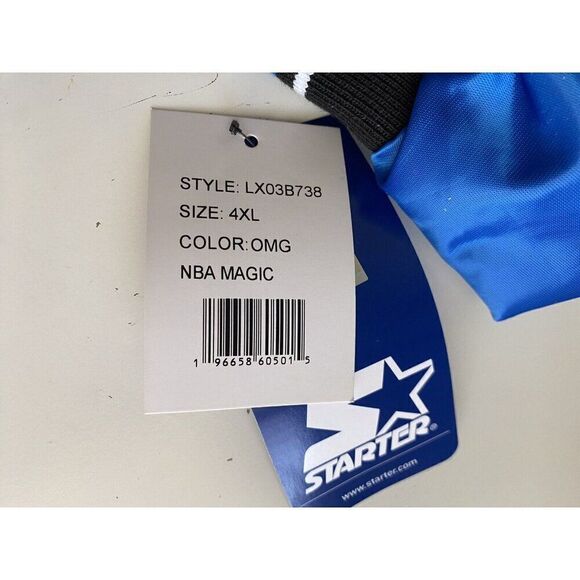 STYLE: LX03B738
SIZE: 4XL
COLOR:OMG
NBA MAGIC
1 96658 60501 5
STARTER®
www.starter.com